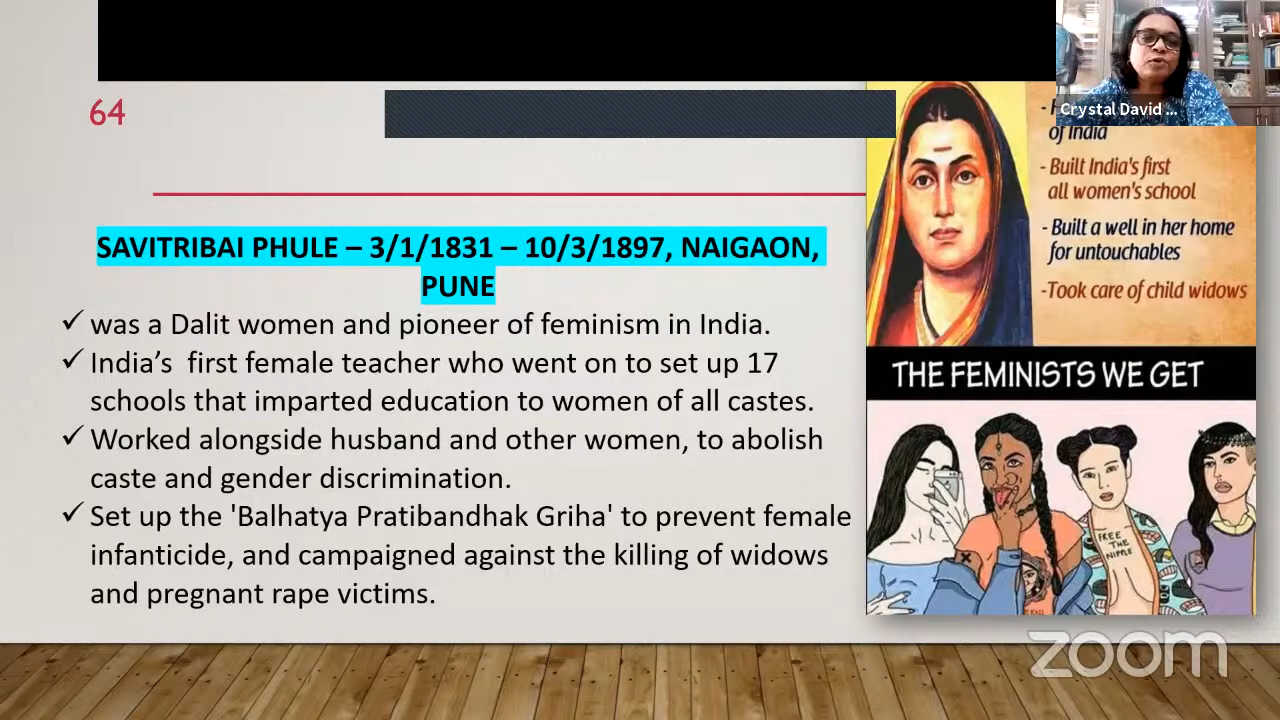 64
SAVITRIBAI PHULE – 3/1/1831 – 10/3/1897, NAIGAON,
PUNE
✓ was a Dalit women and pioneer of feminism in India.
✓ India’s first female teacher who went on to set up 17
schools that imparted education to women of all castes.
✓ Worked alongside husband and other women, to abolish
caste and gender discrimination.
✓ Set up the 'Balhatya Pratibandhak Griha' to prevent female
infanticide, and campaigned against the killing of widows
and pregnant rape victims.
Crystal David ...
of India
- Built India's first
all women's school
- Built a well in her home
for untouchables
-Took care of child widows
THE FEMINISTS WE GET
FREE
THE
NIPPLE
zoom